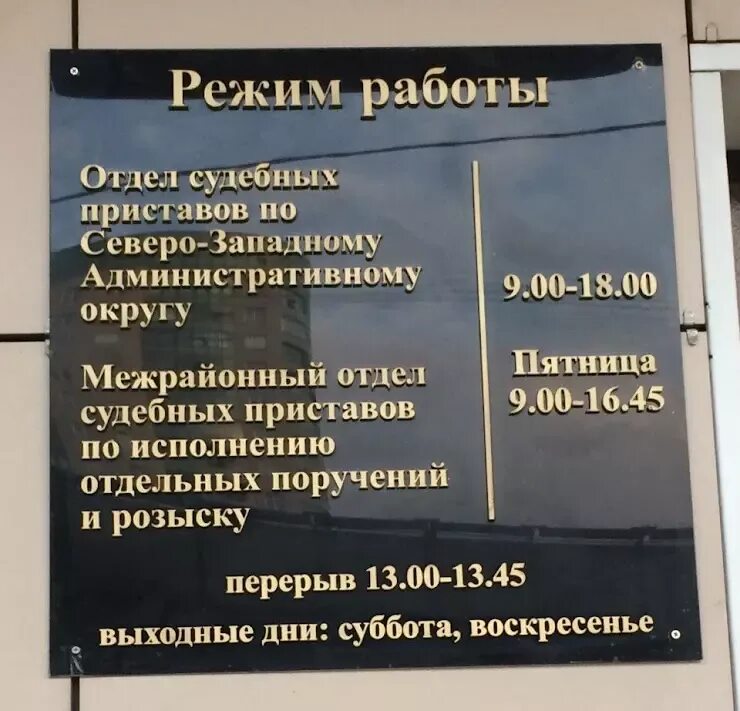 Режим работы
Отдел судебных
приставов по
Северо-Западному
Административному
округу
Межрайонный отдел
судебных приставов
по исполнению
отдельных поручений
и розыску
9.00-18.00
Пятница
9.00-16.45
перерыв 13.00-13.45
выходные дни: суббота, воскресенье